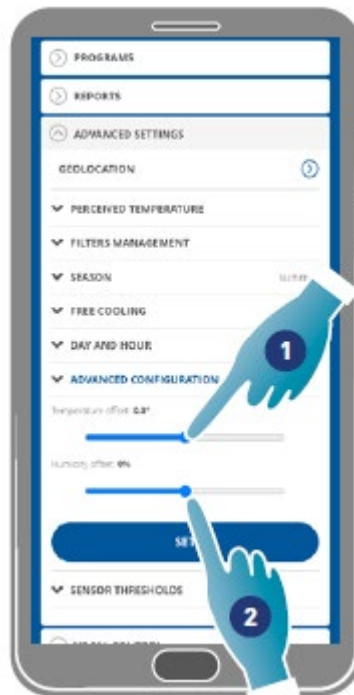 PROGRAMS
REPORTS
ADVANCED SETTINGS
GEOLOCATION
PERCEIVED TEMPERATURE
FILTERS MANAGEMENT
SEASON
FREE COOLING
DAY AND HOUR
1
ADVANCED CONFIGURATION
Temperature offset: 0.0°
Humidity offset: 0%
SET
SENSOR THRESHOLDS
2